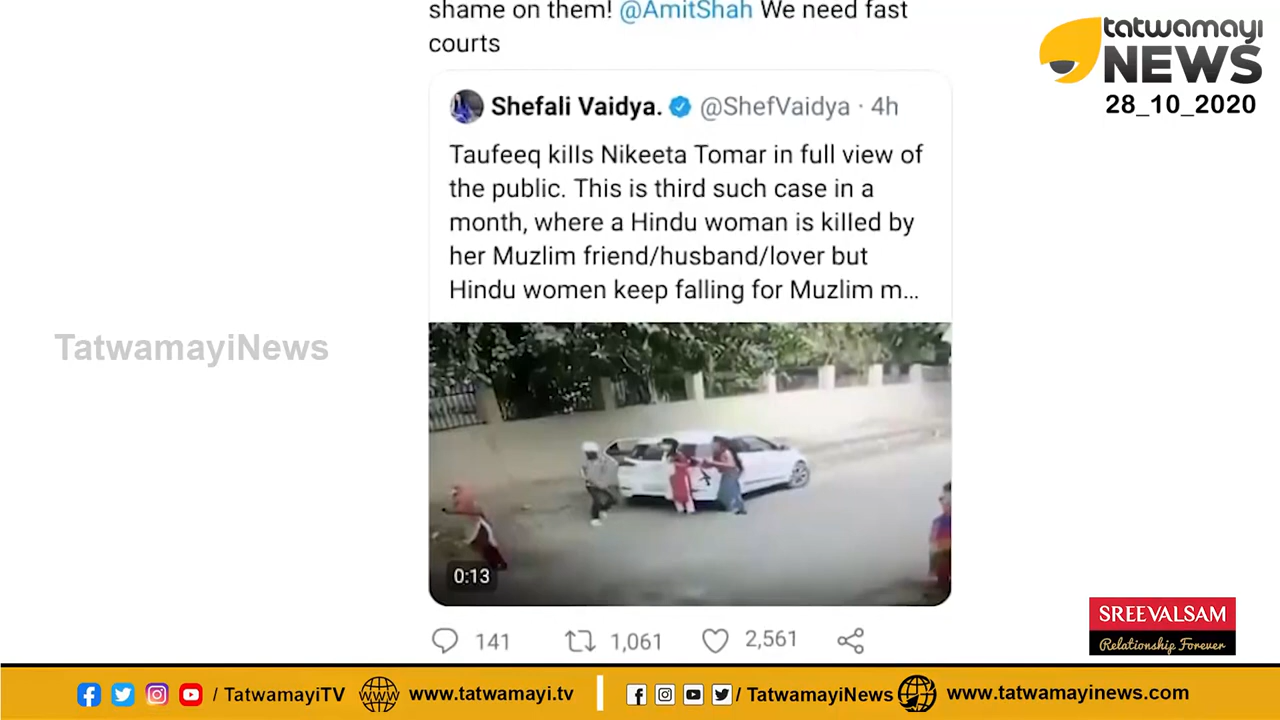 shame on them! @AmitShah We need fast
courts
tatwamayi
NEWS
28_10_2020
Shefali Vaidya. @ShefVaidya · 4h
Taufeeq kills Nikeeta Tomar in full view of
the public. This is third such case in a
month, where a Hindu woman is killed by
her Muzlim friend/husband/lover but
Hindu women keep falling for Muzlim m...
TatwamayiNews
0:13
141 1,061 2,561
SREEVALSAM
Relationship Forever
/ TatwamayiTV www.tatwamayi.tv / TatwamayiNews www.tatwamayinews.com